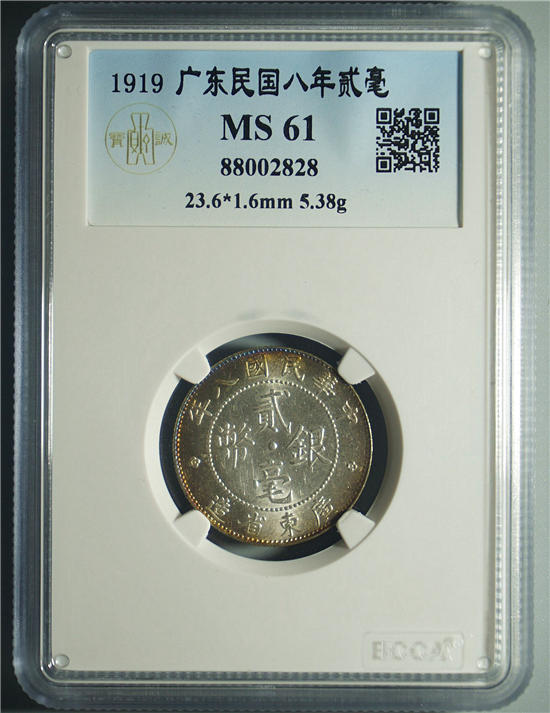 1919 广东民国八年贰毫
MS 61
88002828
23.6*1.6mm 5.38g
誠
寶
中華民國八年
貳毫
銀幣
廣東省造